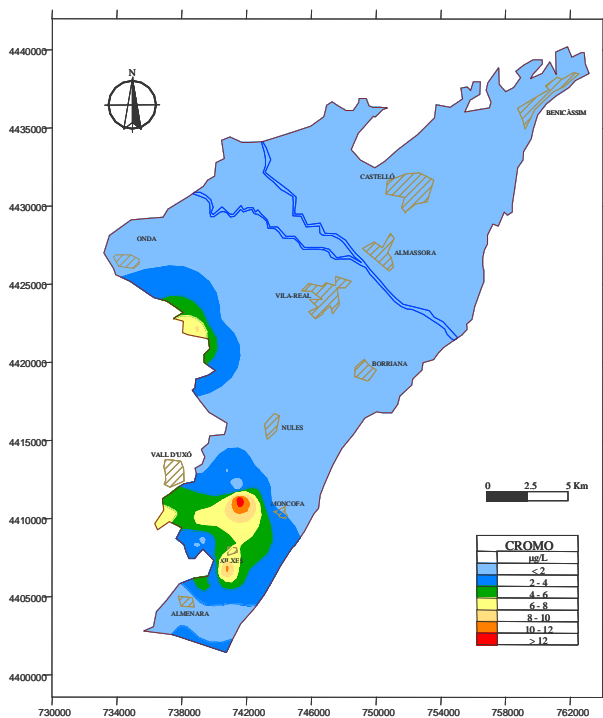 4440000
N
BENICÀSSIM
4435000
CASTELLÓ
4430000
ONDA
ALMASSORA
4425000
VILA-REAL
4420000
BORRIANA
4415000
NULES
VALL D'UXÓ
0 2.5 5 Km
4410000
MONCOFA
CROMO
µg/L
< 2
2 - 4
4 - 6
6 - 8
8 - 10
10 - 12
> 12
4405000
ALMENARA
4400000
730000 734000 738000 742000 746000 750000 754000 758000 762000